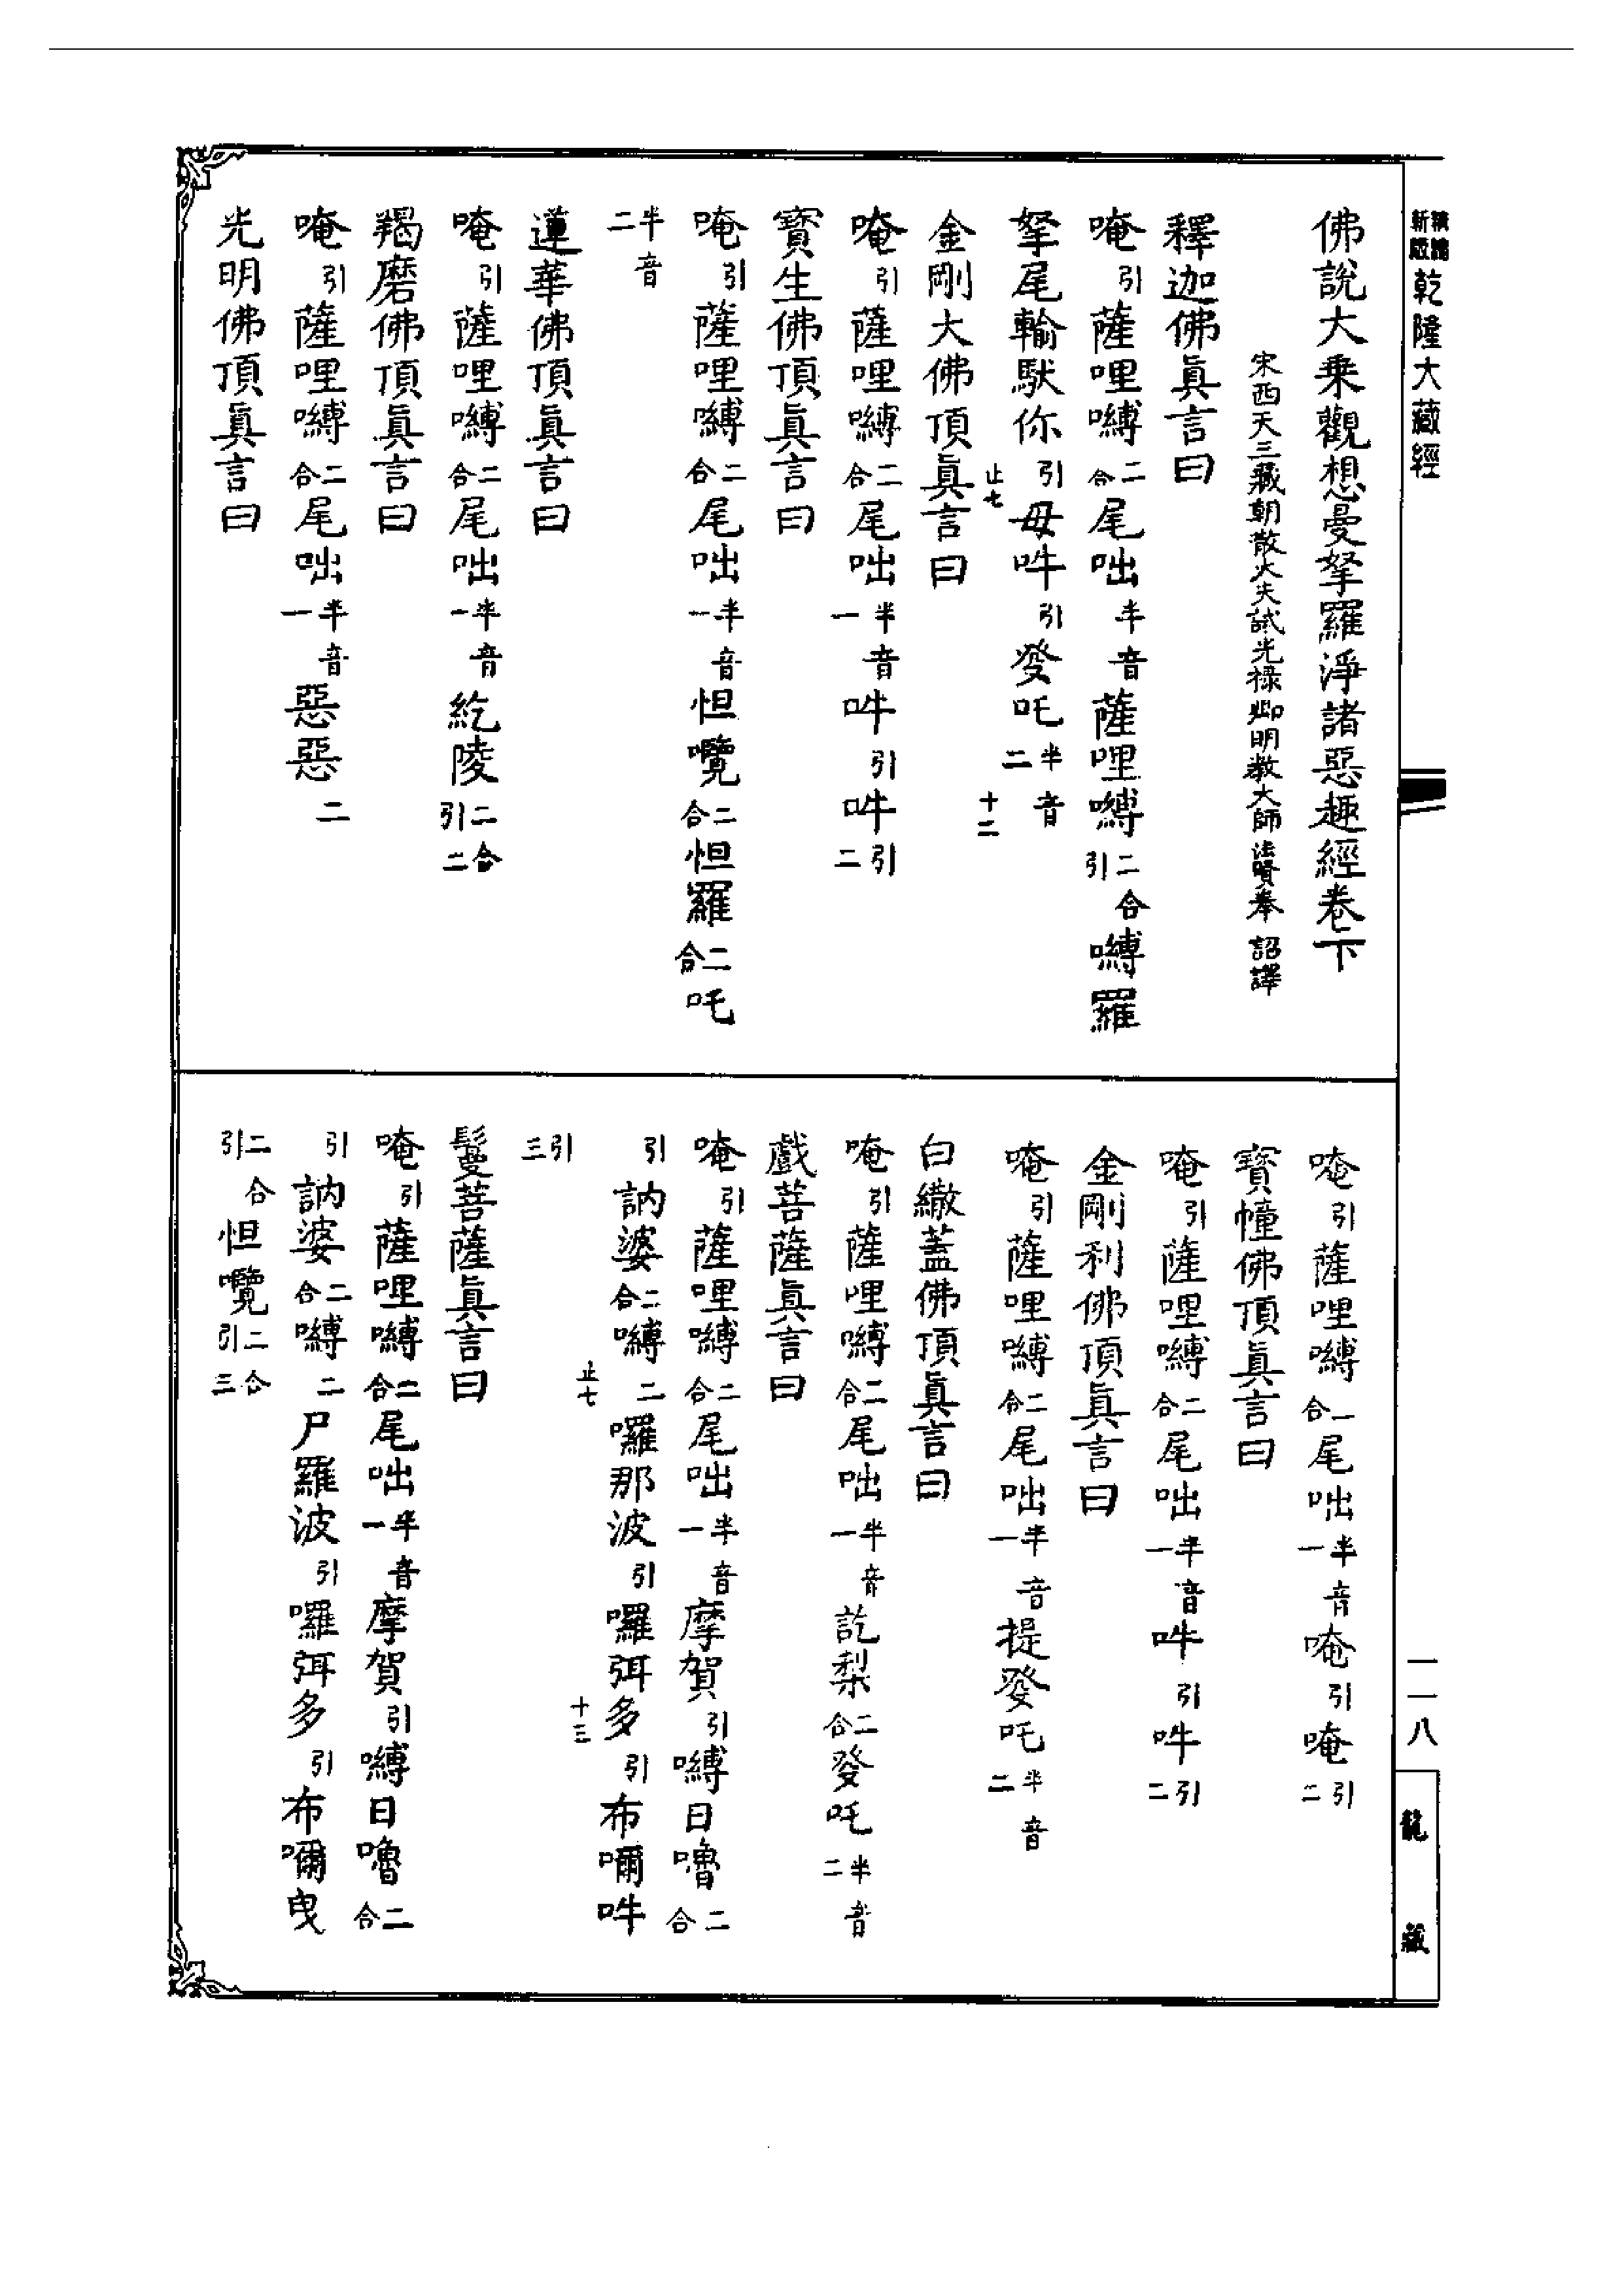 乾隆大藏經
佛說大乘觀想曼拏羅淨諸惡趣經卷下
宋西天三藏朝散大夫試光祿卿明教大師法賢奉 詔譯
釋迦佛真言曰
唵引薩哩嚩二合尾咄半音薩哩嚩二合引嚩羅
拏尾輸馱你引毋吽引發吒半音二
止七 十二
金剛大佛頂真言曰
唵引薩哩嚩二合尾咄半音一吽引吽引二
寶生佛頂真言曰
唵引薩哩嚩二合尾咄半音一怛囕二合怛羅二合吒
半音二
蓮華佛頂真言曰
唵引薩哩嚩二合尾咄半音一紇陵二合引二
羯磨佛頂真言曰
唵引薩哩嚩二合尾咄半音一惡惡二
光明佛頂真言曰
唵引薩哩嚩二合尾咄半音一唵引唵引二
寶幢佛頂真言曰
唵引薩哩嚩二合尾咄半音一吽引吽引二
金剛利佛頂真言曰
唵引薩哩嚩二合尾咄半音一提發吒半音二
白繖蓋佛頂真言曰
唵引薩哩嚩二合尾咄半音一訖梨二合發吒半音二
戲菩薩真言曰
唵引薩哩嚩二合尾咄半音一摩賀引嚩日嚕二合
引訥婆二合嚩二囉那波引囉弭多引布嚩吽
止七 十三
引三
鬘菩薩真言曰
唵引薩哩嚩二合尾咄半音一摩賀引嚩日嚕二合
引訥婆二合嚩二尸羅波引囉弭多引布嚩曳
二合引怛囕二合引三
一一八
龍藏